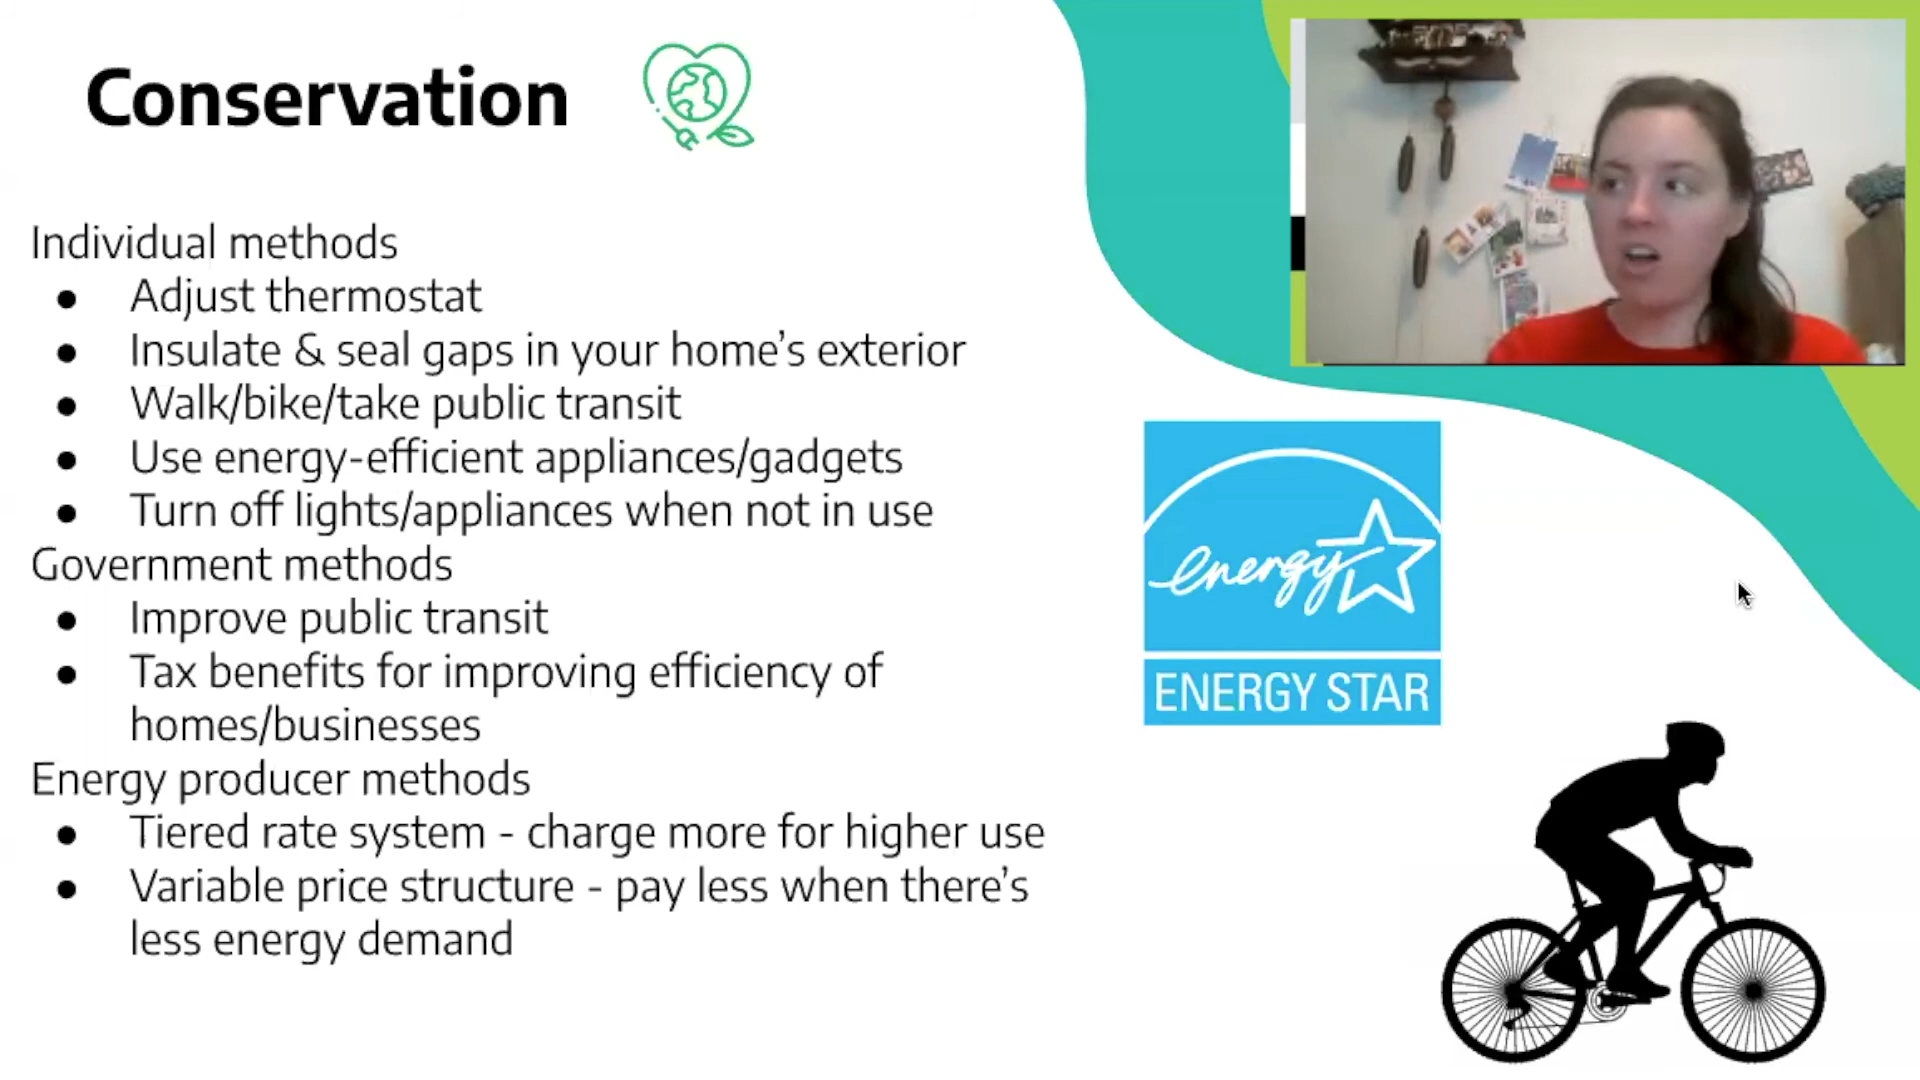 Conservation
Individual methods
● Adjust thermostat
● Insulate & seal gaps in your home's exterior
● Walk/bike/take public transit
● Use energy-efficient appliances/gadgets
● Turn off lights/appliances when not in use
Government methods
● Improve public transit
● Tax benefits for improving efficiency of
homes/businesses
Energy producer methods
● Tiered rate system - charge more for higher use
● Variable price structure - pay less when there's
less energy demand
energy
ENERGY STAR